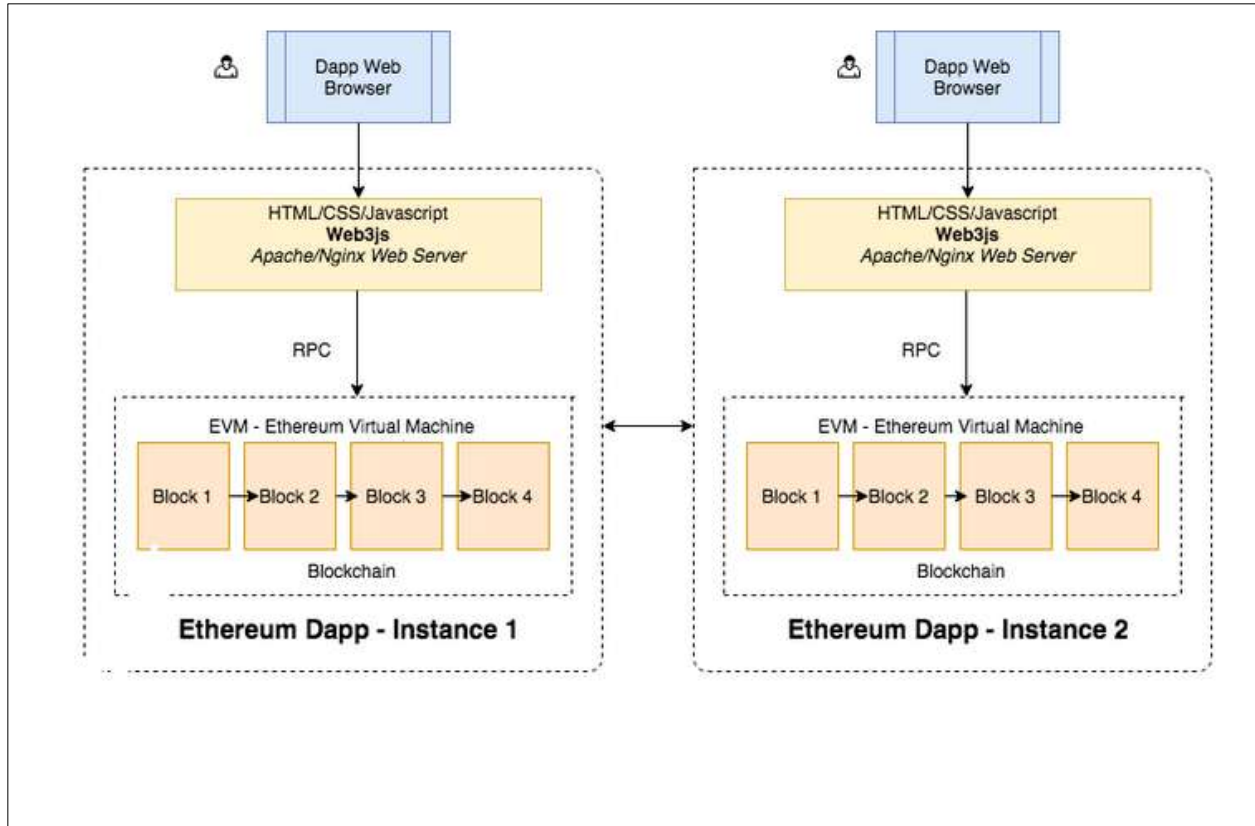 Dapp Web
Browser
HTML/CSS/Javascript
Web3js
Apache/Nginx Web Server
RPC
EVM - Ethereum Virtual Machine
Block 1
Block 2
Block 3
Block 4
Blockchain
Ethereum Dapp - Instance 1
Dapp Web
Browser
HTML/CSS/Javascript
Web3js
Apache/Nginx Web Server
RPC
EVM - Ethereum Virtual Machine
Block 1
Block 2
Block 3
Block 4
Blockchain
Ethereum Dapp - Instance 2